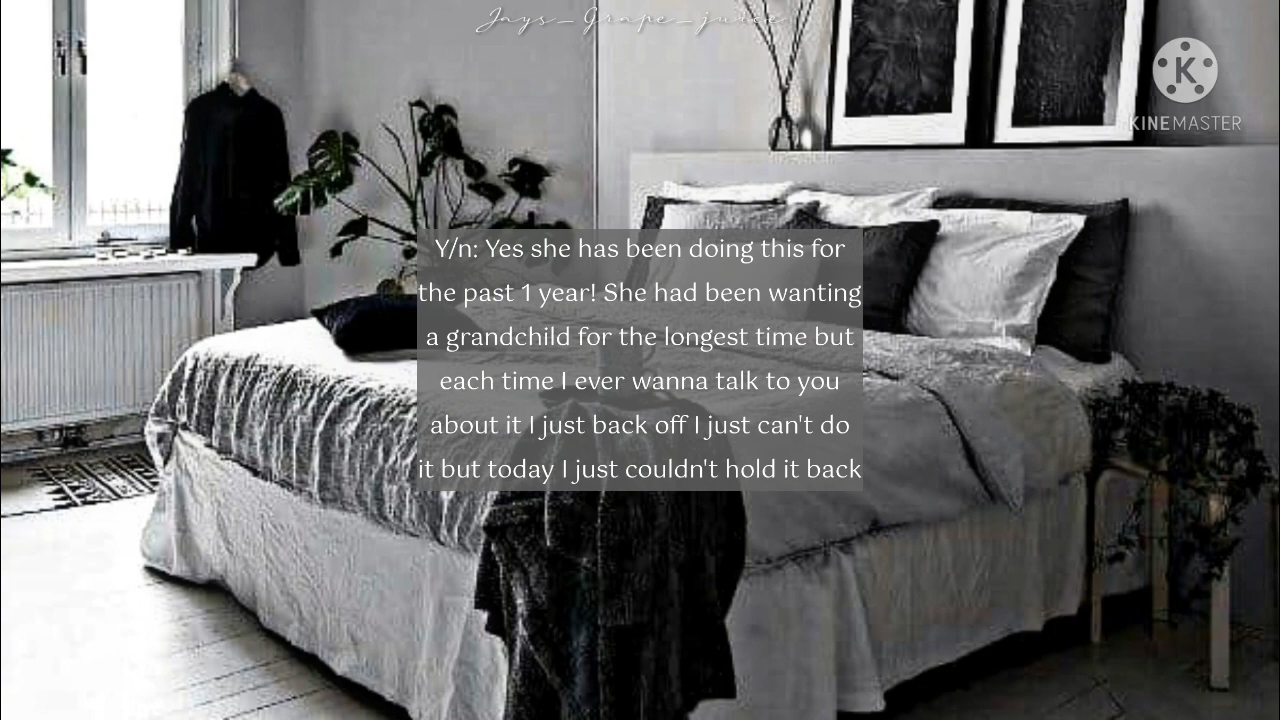 Jays_Grape_juice
K
KINEMASTER
Y/n: Yes she has been doing this for
the past 1 year! She had been wanting
a grandchild for the longest time but
each time I ever wanna talk to you
about it I just back off I just can't do
it but today I just couldn't hold it back